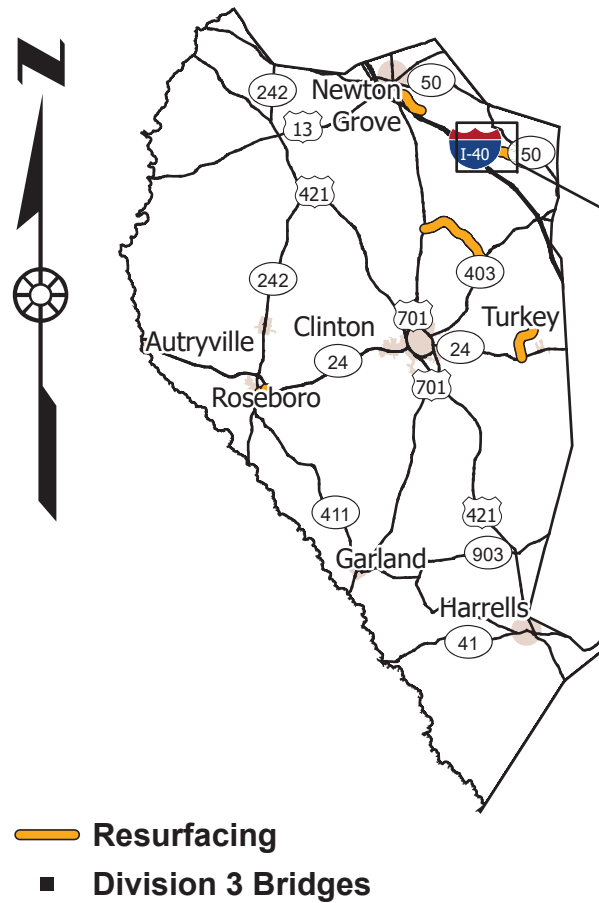 N
50
Newton
Grove
242
13
I-40
50
421
403
242
701
Turkey
Clinton
Autryville
24
24
701
Roseboro
411
421
903
Garland
Harrells
41
Resurfacing
Division 3 Bridges